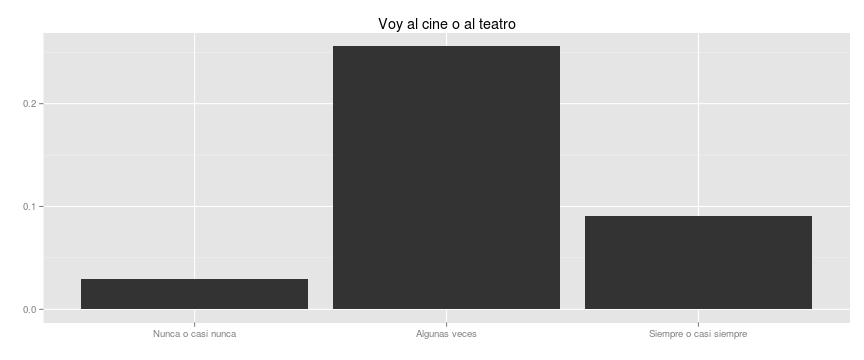 Voy al cine o al teatro
0.2
0.1
0.0
Nunca o casi nunca
Algunas veces
Siempre o casi siempre